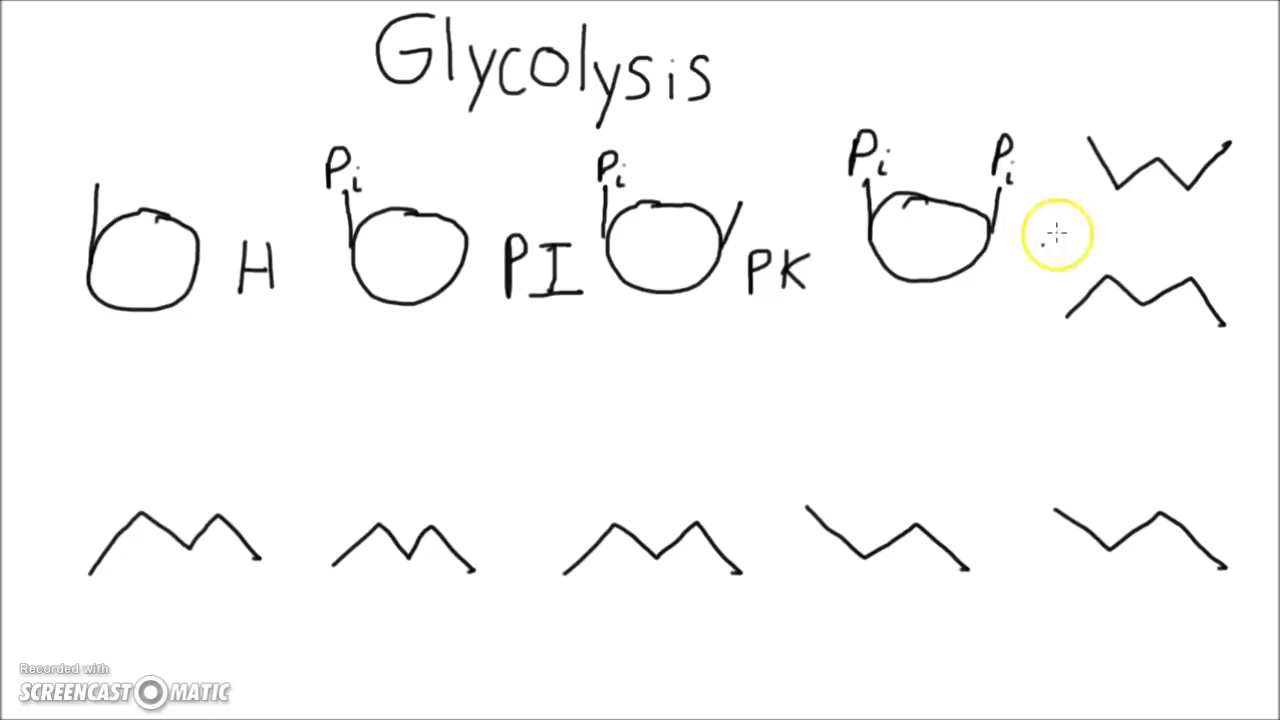 Glycolysis
Pi Pi Pi Pi
H PI PK
Recorded with
SCREENCAST MATIC